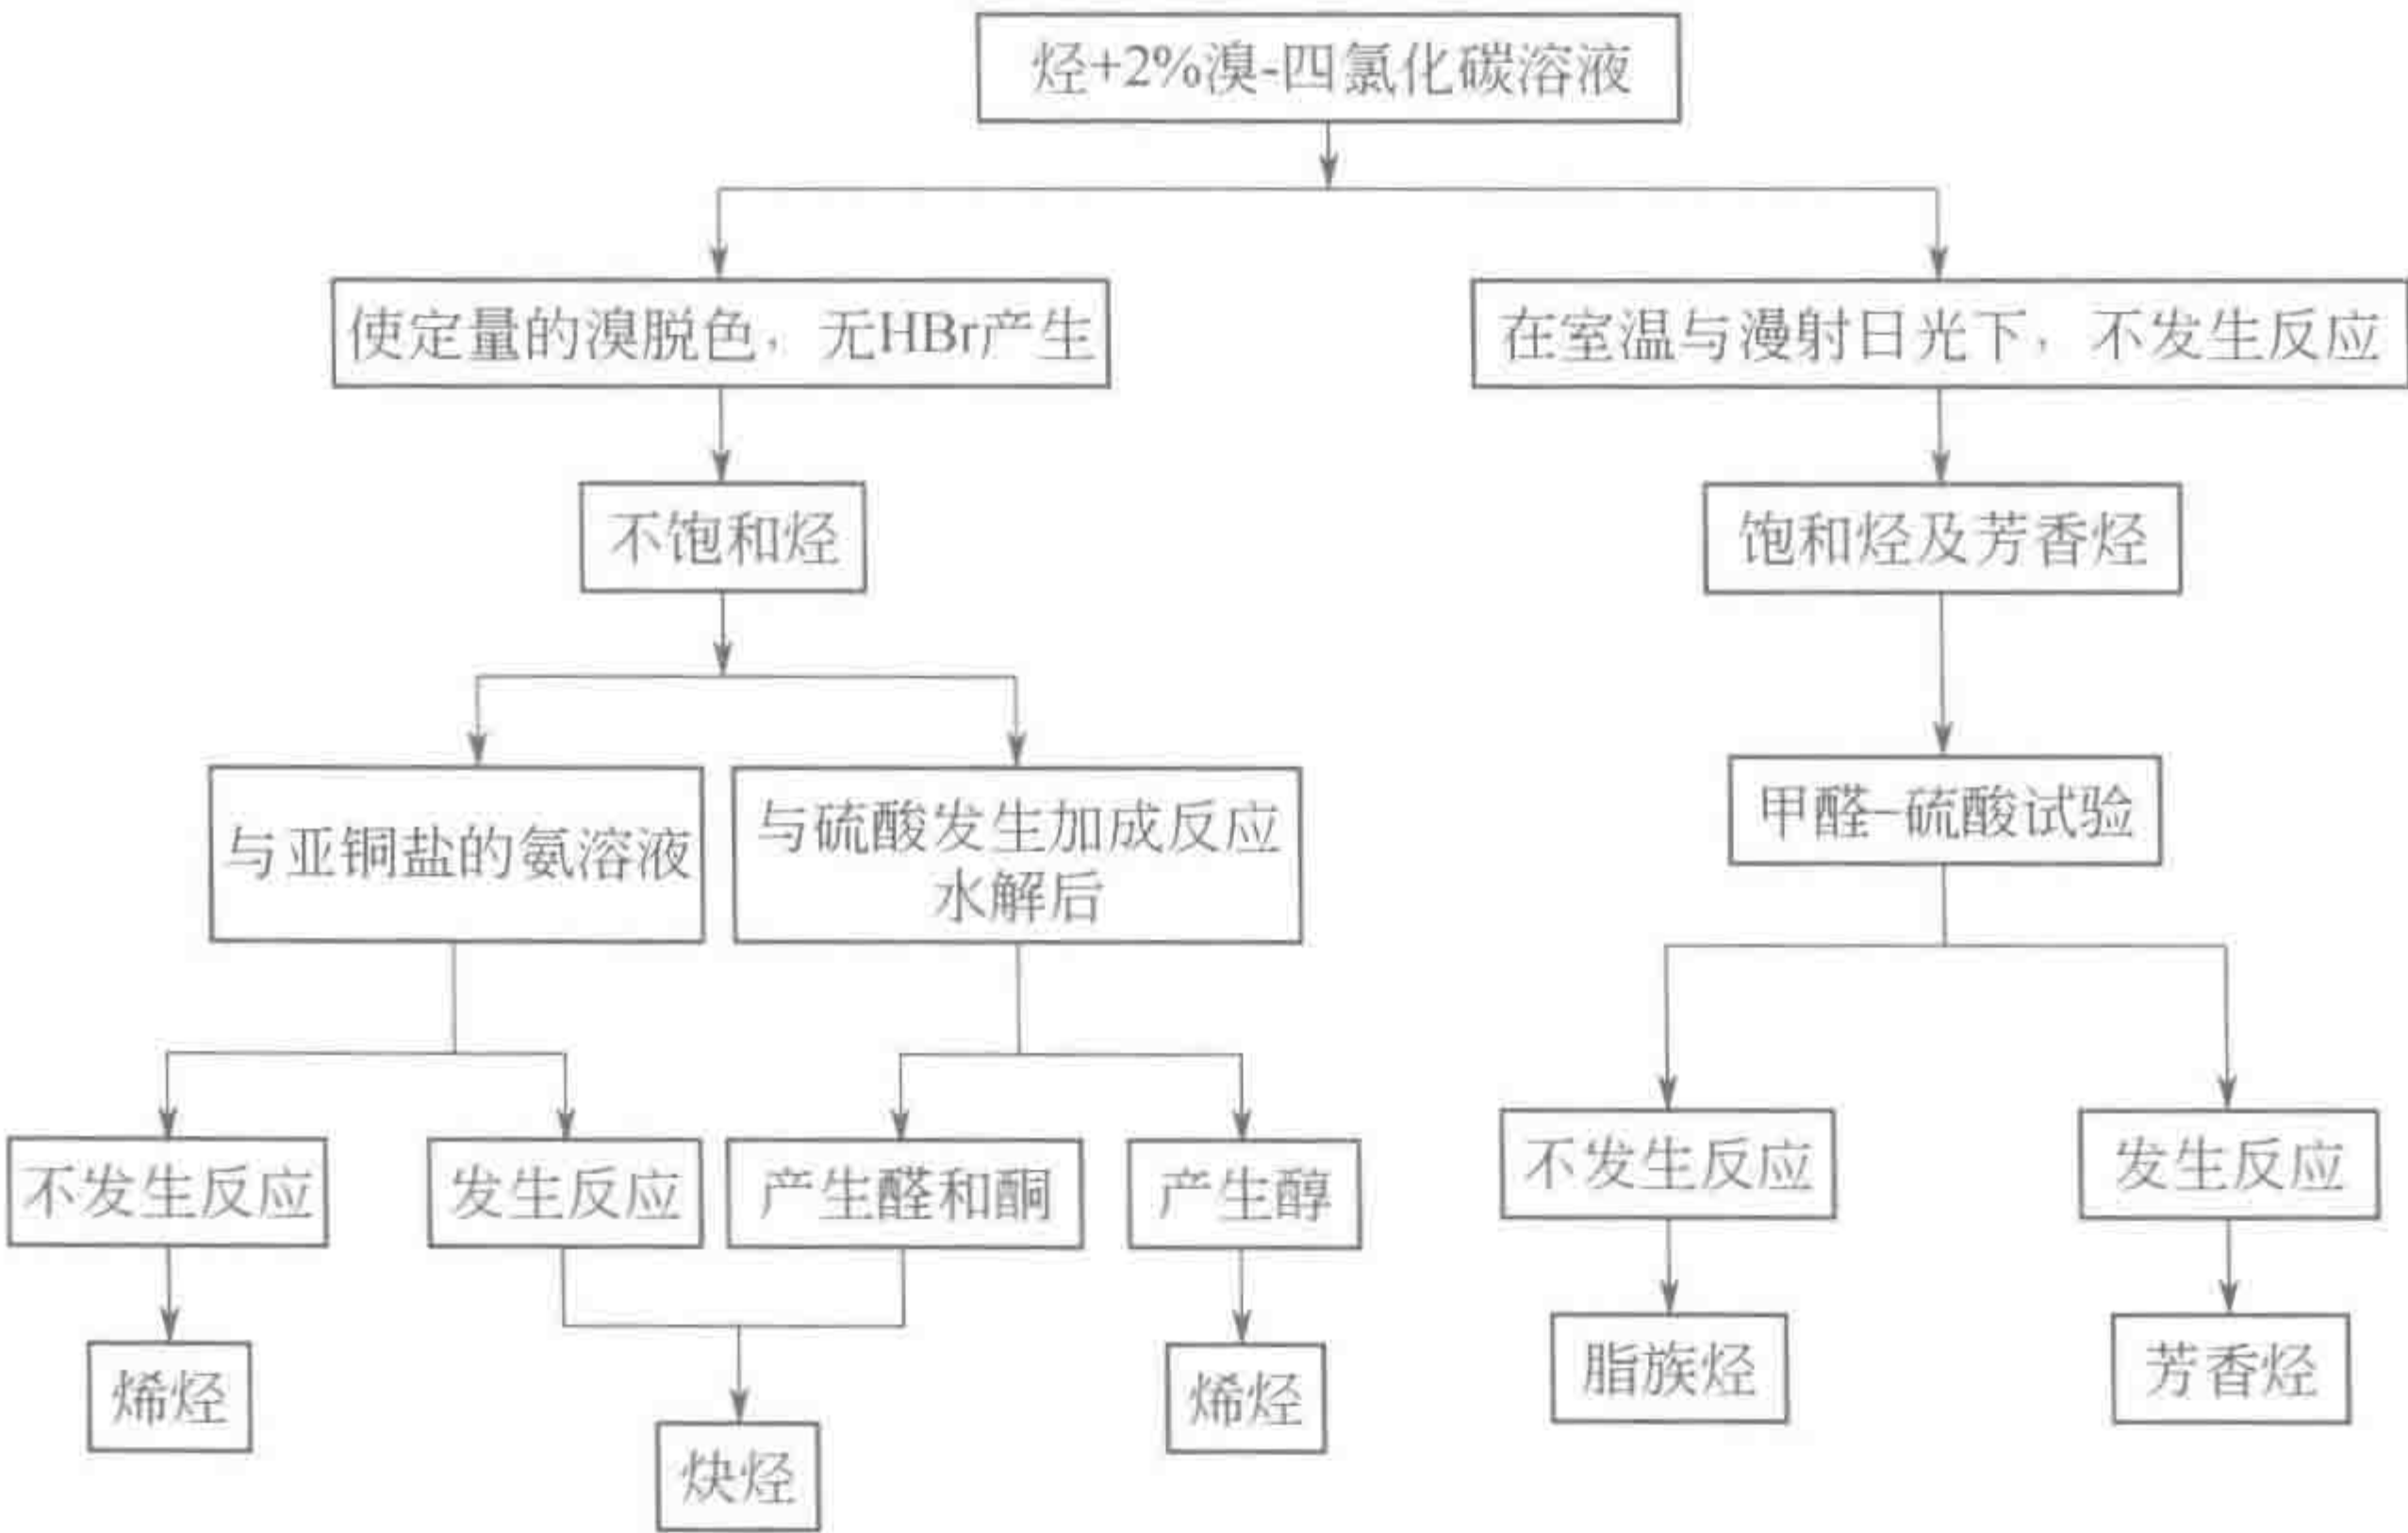 烃+2%溴-四氯化碳溶液
使定量的溴脱色，无HBr产生
在室温与漫射日光下，不发生反应
不饱和烃
饱和烃及芳香烃
与亚铜盐的氨溶液
与硫酸发生加成反应
水解后
甲醛-硫酸试验
不发生反应
发生反应
产生醛和酮
产生醇
不发生反应
发生反应
烯烃
炔烃
烯烃
脂族烃
芳香烃